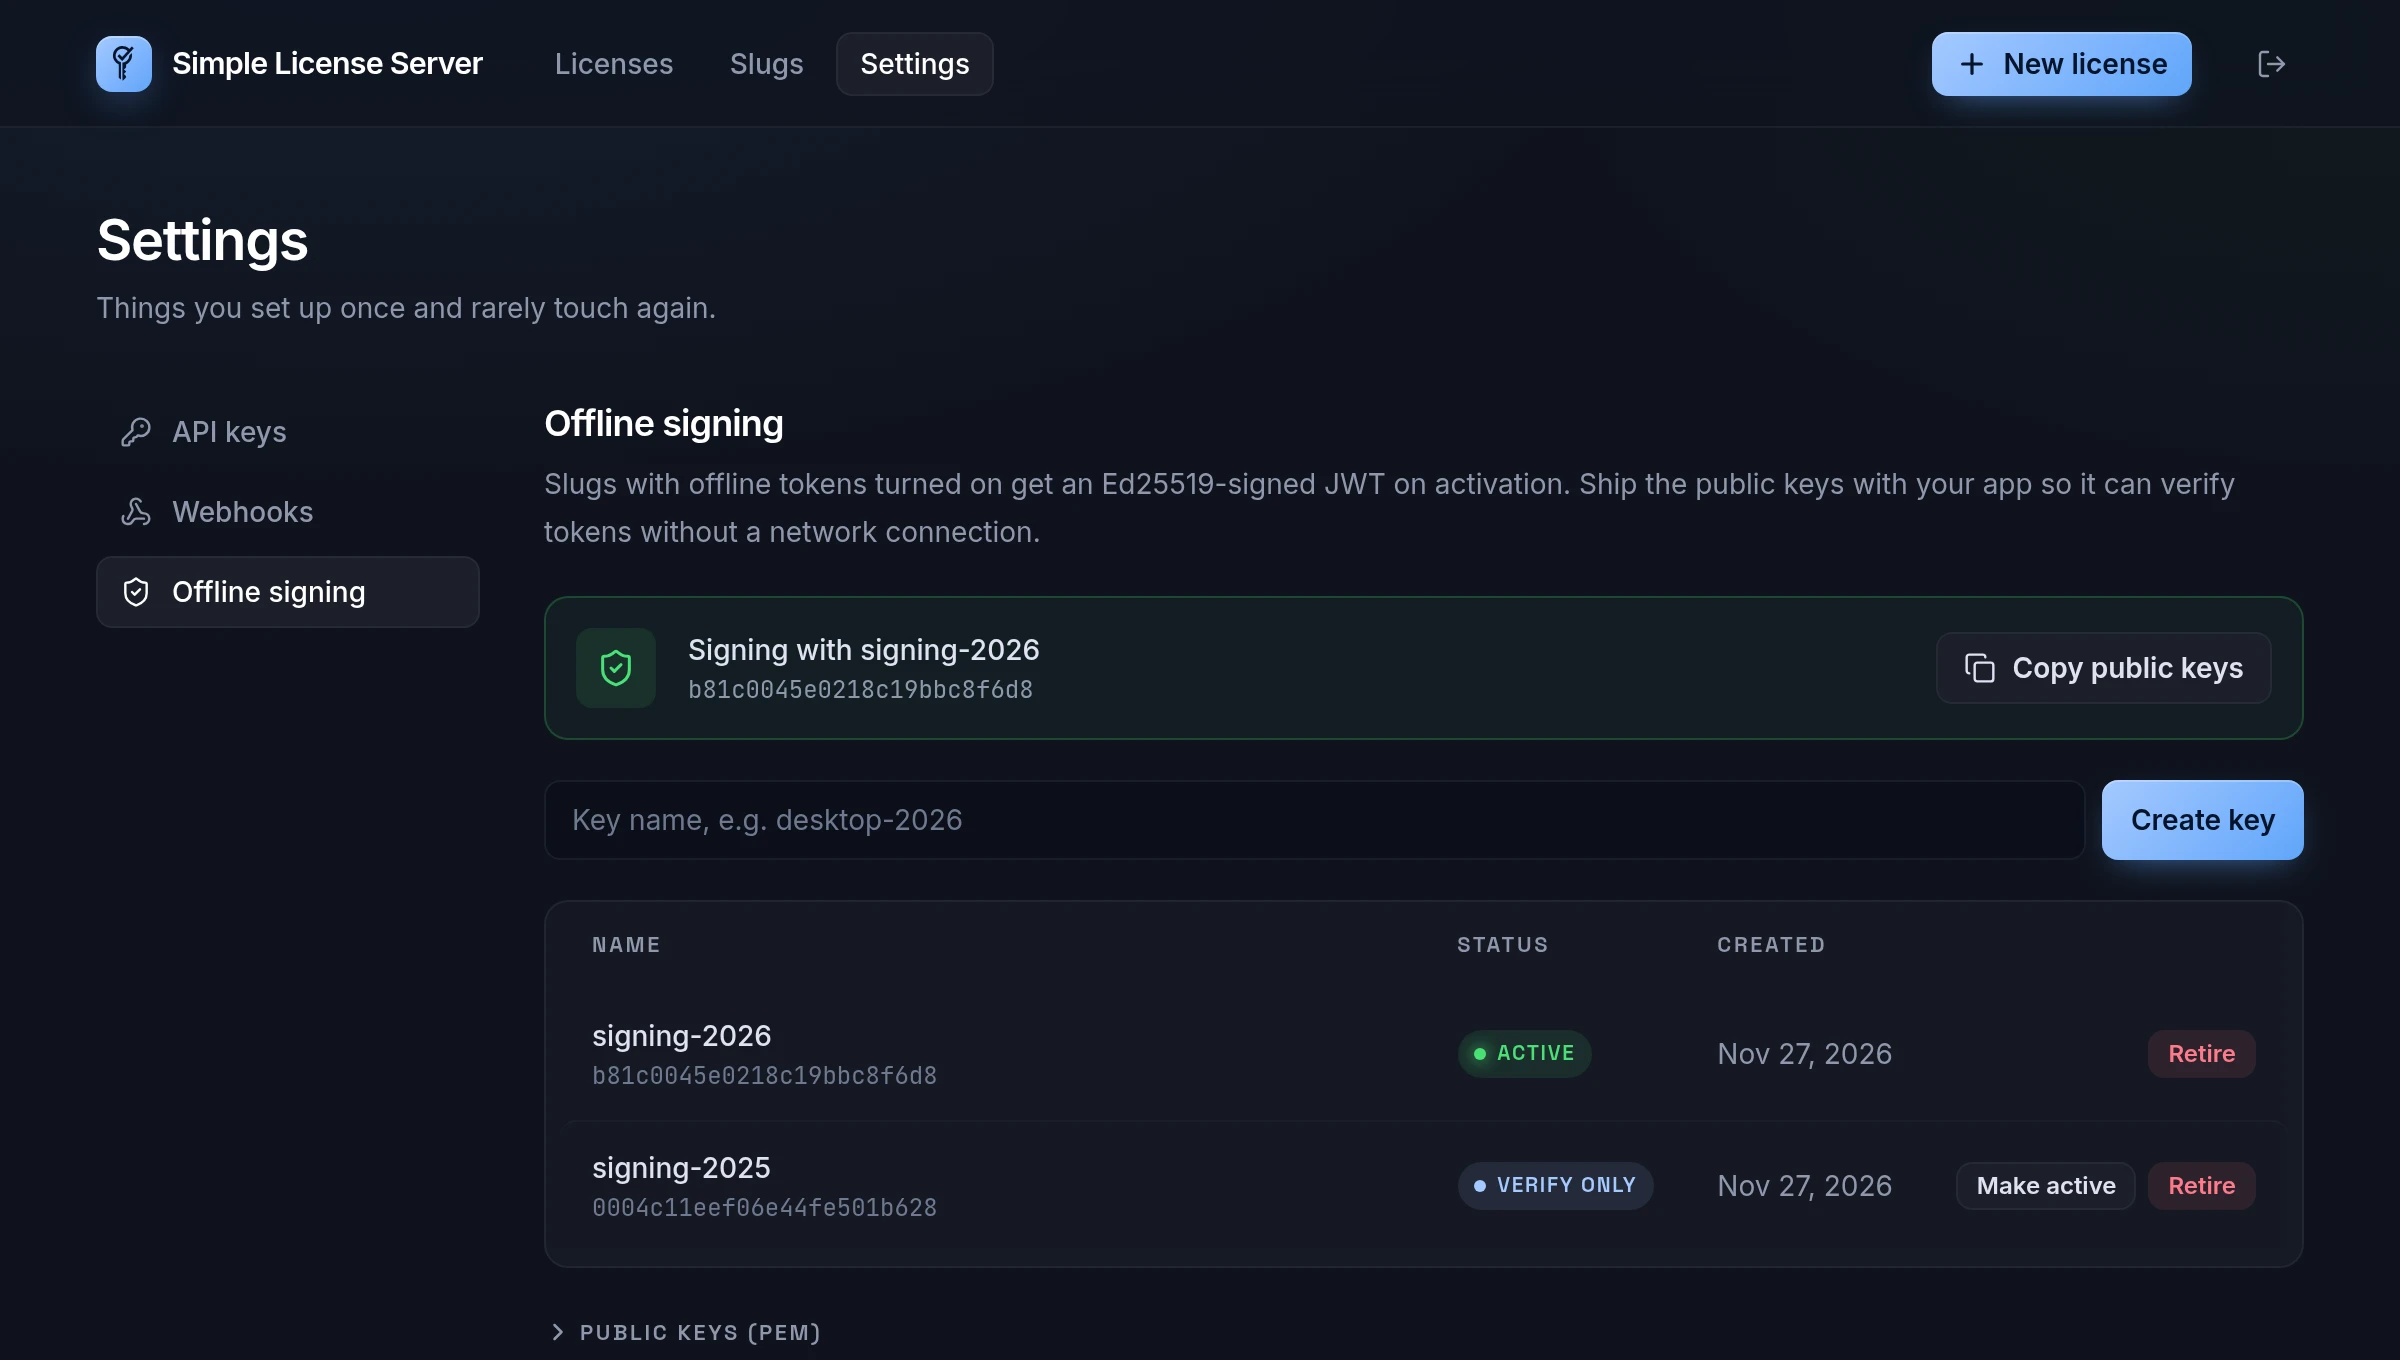 Simple License Server
Licenses
Slugs
Settings
New license
Settings
Things you set up once and rarely touch again.
API keys
Webhooks
Offline signing
Offline signing
Slugs with offline tokens turned on get an Ed25519-signed JWT on activation. Ship the public keys with your app so it can verify
tokens without a network connection.
Signing with signing-2026
b81c0045e0218c19bbc8f6d8
Copy public keys
Key name, e.g. desktop-2026
Create key
NAME STATUS CREATED
signing-2026
b81c0045e0218c19bbc8f6d8
ACTIVE
Nov 27, 2026
Retire
signing-2025
0004c11eef06e44fe501b628
VERIFY ONLY
Nov 27, 2026
Make active
Retire
PUBLIC KEYS (PEM)